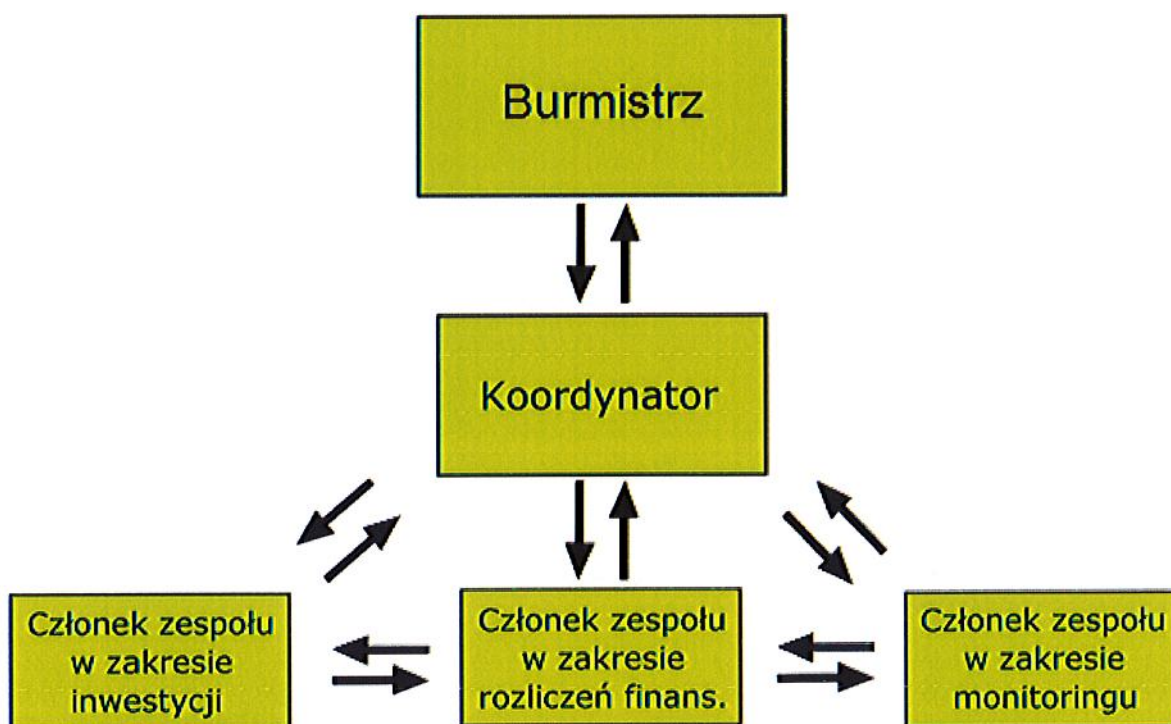 Burmistrz
Koordynator
Członek zespołu
w zakresie
inwestycji
Członek zespołu
w zakresie
rozliczeń finans.
Członek zespołu
w zakresie
monitoringu